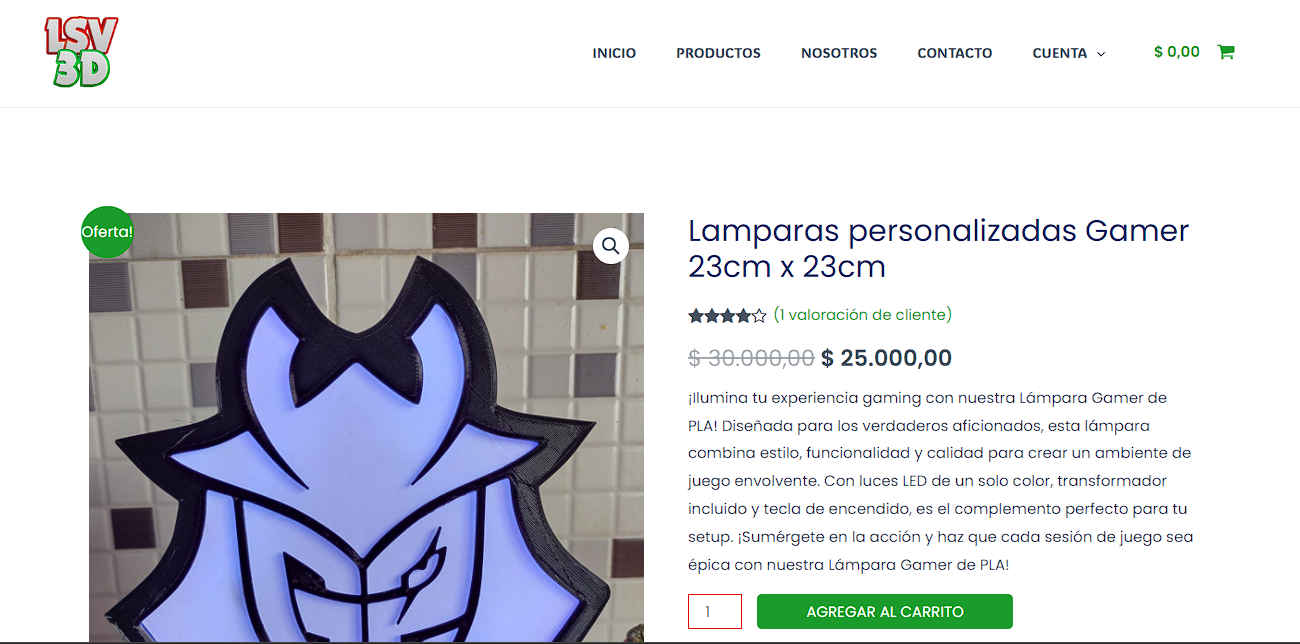 LSV
3D
INICIO PRODUCTOS NOSOTROS CONTACTO CUENTA $ 0,00
Oferta!
Lamparas personalizadas Gamer
23cm x 23cm
(1 valoración de cliente)
$ 30.000,00 $ 25.000,00
¡Ilumina tu experiencia gaming con nuestra Lámpara Gamer de
PLA! Diseñada para los verdaderos aficionados, esta lámpara
combina estilo, funcionalidad y calidad para crear un ambiente de
juego envolvente. Con luces LED de un solo color, transformador
incluido y tecla de encendido, es el complemento perfecto para tu
setup. ¡Sumérgete en la acción y haz que cada sesión de juego sea
épica con nuestra Lámpara Gamer de PLA!
1 AGREGAR AL CARRITO